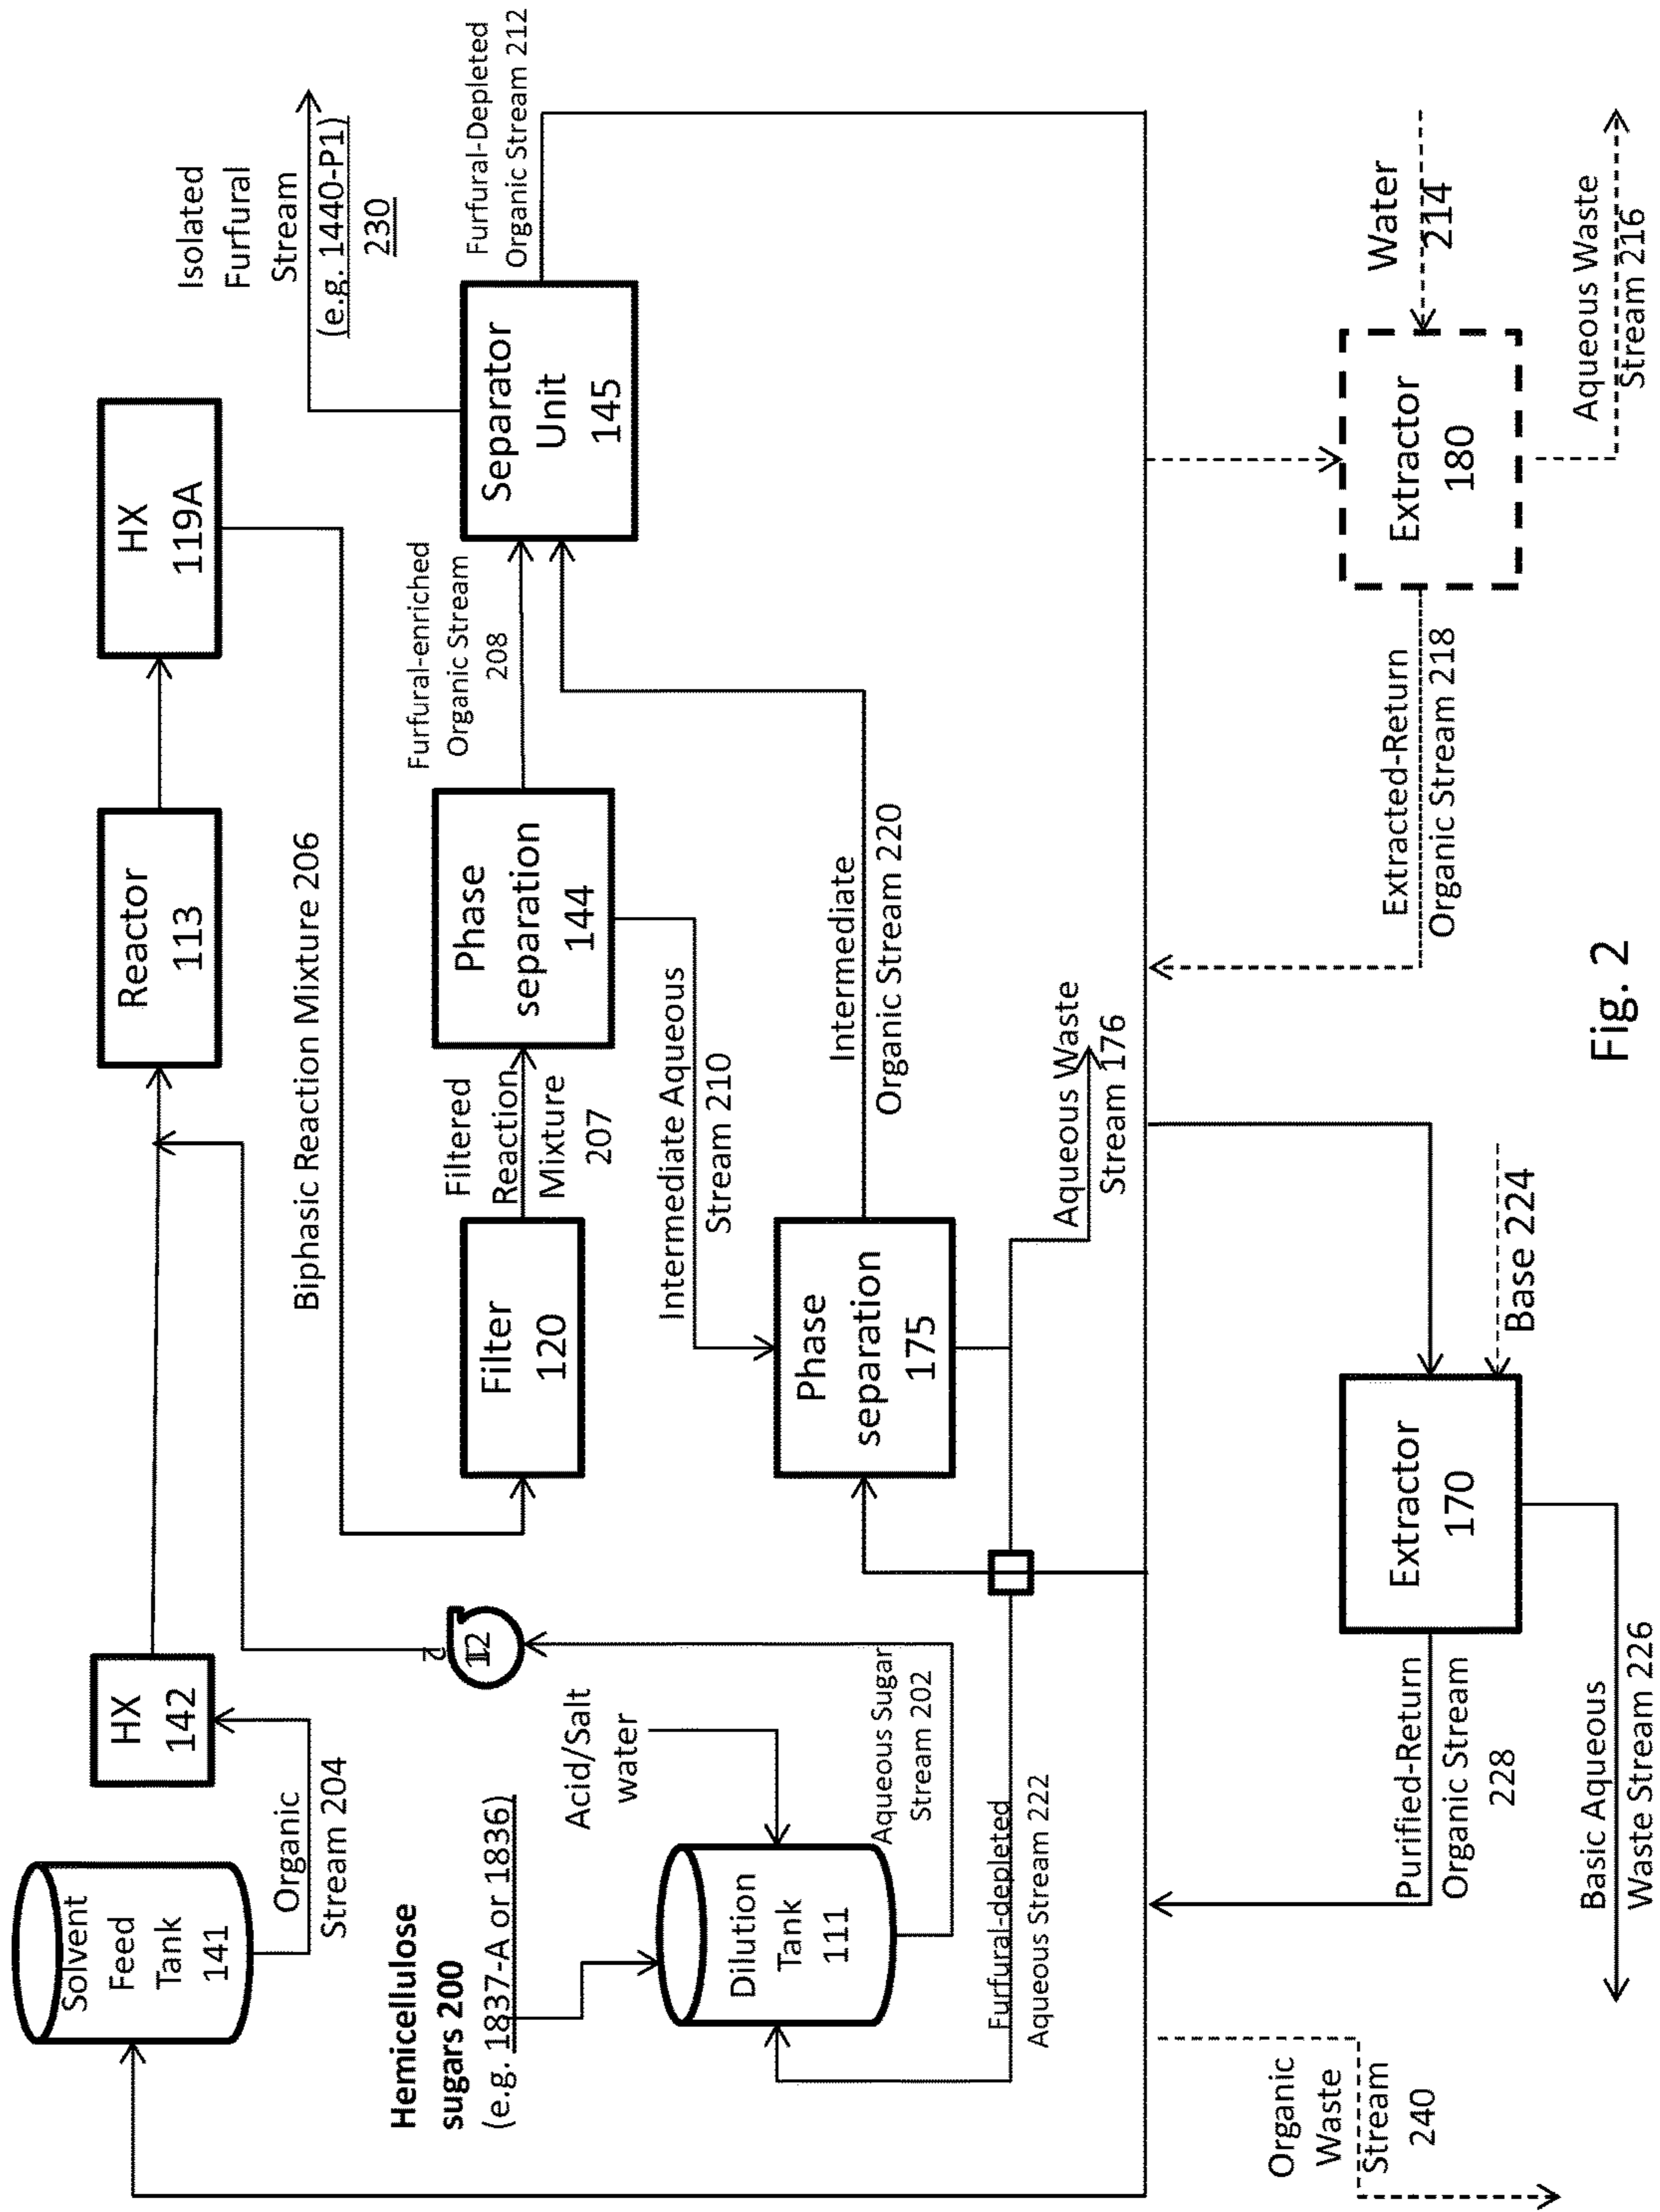 Solvent
Feed
Tank
141
Organic
Stream 204
HX
142
Reactor
113
HX
119A
Biphasic Reaction Mixture 206
Isolated
Furfural
Stream
(e.g. 1440-P1)
230
Hemicellulose
sugars 200
(e.g. 1837-A or 1836)
Acid/Salt
water
12
Filter
120
Filtered
Reaction
Mixture
207
Phase
separation
144
Furfural-enriched
Organic Stream
208
Separator
Unit
145
Furfural-Depleted
Organic Stream 212
Dilution
Tank
111
Aqueous Sugar
Stream 202
Intermediate Aqueous
Stream 210
Phase
separation
175
Intermediate
Organic Stream 220
Furfural-depleted
Aqueous Stream 222
Aqueous Waste
Stream 176
Organic
Waste
Stream
240
Purified-Return
Organic Stream
228
Extractor
170
Base 224
Basic Aqueous
Waste Stream 226
Extracted-Return
Organic Stream 218
Extractor
180
Water
214
Aqueous Waste
Stream 216
Fig. 2